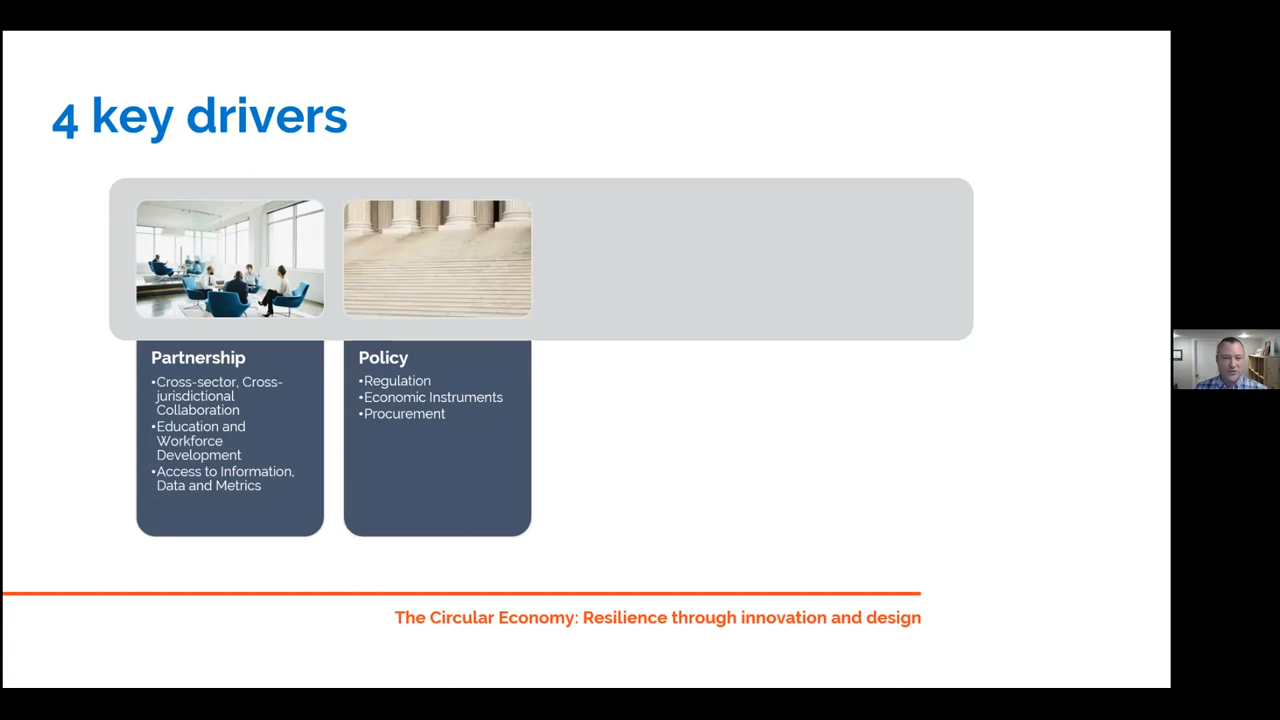 4 key drivers
Partnership
•Cross-sector, Cross-
jurisdictional
Collaboration
•Education and
Workforce
Development
•Access to Information,
Data and Metrics
Policy
•Regulation
•Economic Instruments
•Procurement
The Circular Economy: Resilience through innovation and design